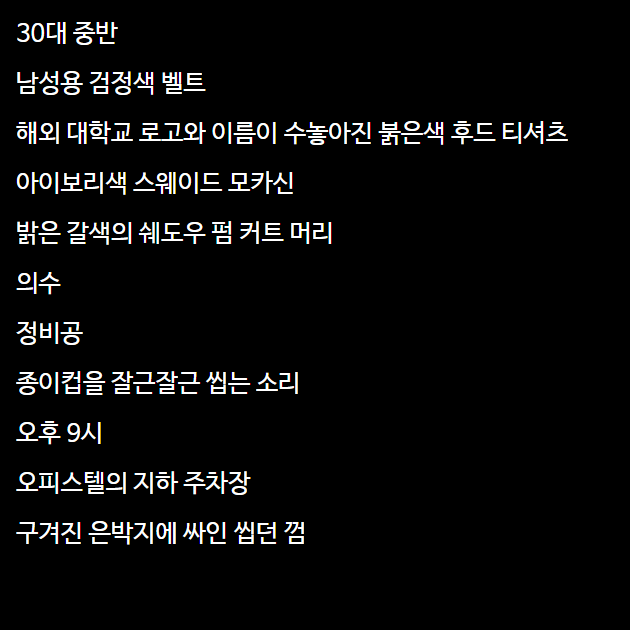 30대 중반
남성용 검정색 벨트
해외 대학교 로고와 이름이 수놓아진 붉은색 후드 티셔츠
아이보리색 스웨이드 모카신
밝은 갈색의 쉐도우 펌 커트 머리
의수
정비공
종이컵을 잘근잘근 씹는 소리
오후 9시
오피스텔의 지하 주차장
구겨진 은박지에 싸인 씹던 껌